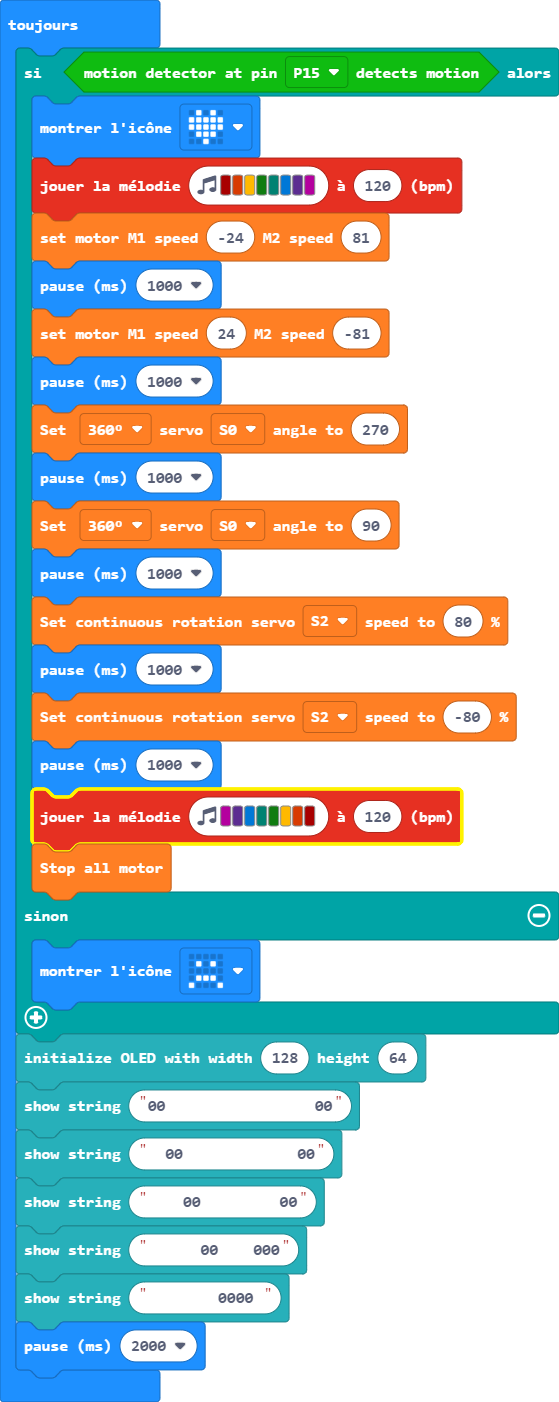 toujours
si motion detector at pin P15 detects motion alors
montrer l'icône
jouer la mélodie à 120 (bpm)
set motor M1 speed -24 M2 speed 81
pause (ms) 1000
set motor M1 speed 24 M2 speed -81
pause (ms) 1000
Set 360º servo S0 angle to 270
pause (ms) 1000
Set 360º servo S0 angle to 90
pause (ms) 1000
Set continuous rotation servo S2 speed to 80 %
pause (ms) 1000
Set continuous rotation servo S2 speed to -80 %
pause (ms) 1000
jouer la mélodie à 120 (bpm)
Stop all motor
sinon
montrer l'icône
initialize OLED with width 128 height 64
show string "00                 00"
show string "  00             00"
show string "    00         00"
show string "      00    000"
show string "        0000 "
pause (ms) 2000